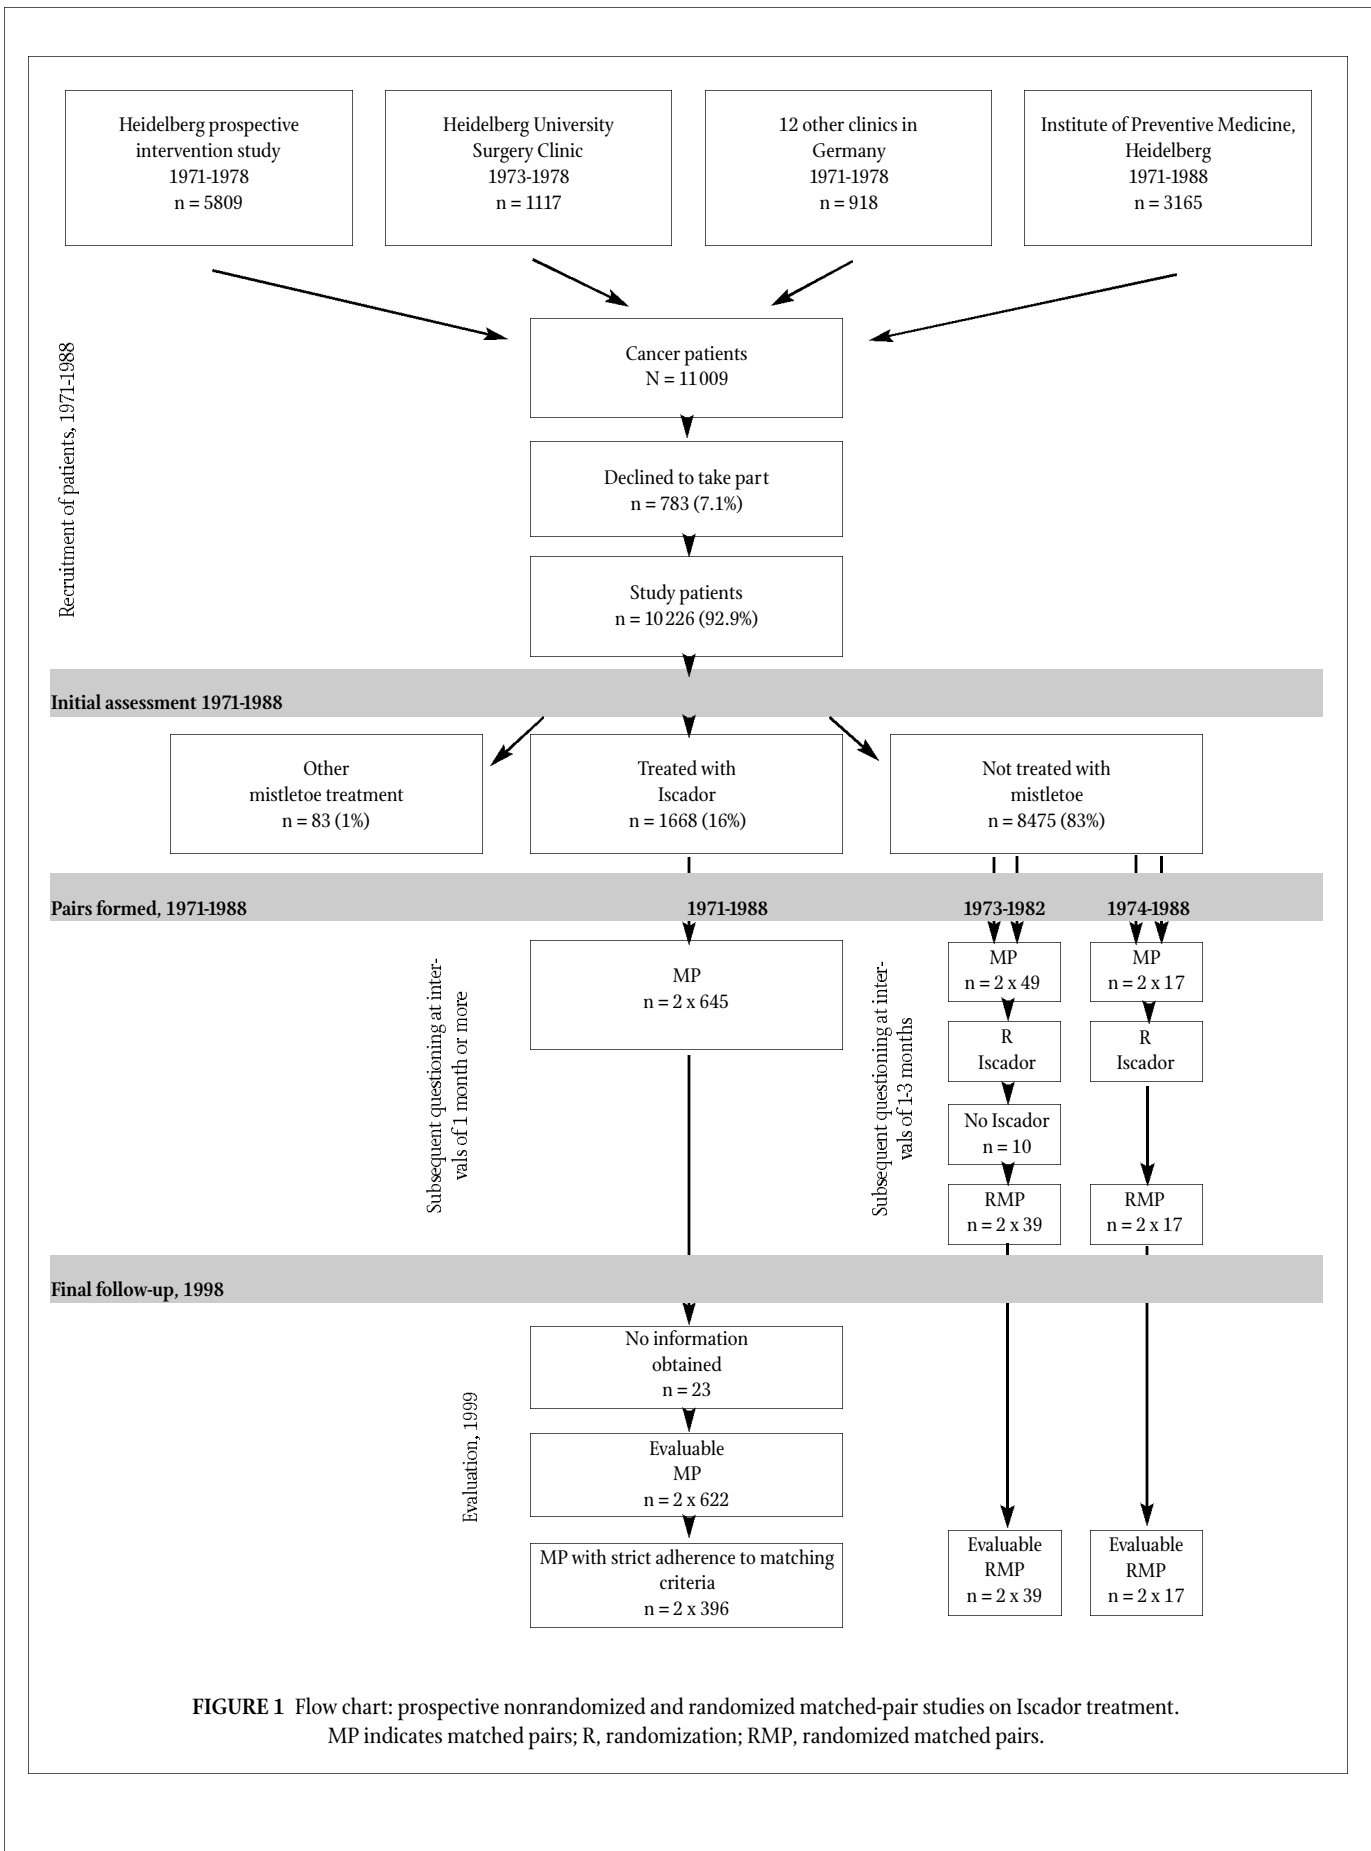 Heidelberg prospective
intervention study
1971-1978
n = 5809
Heidelberg University
Surgery Clinic
1973-1978
n = 1117
12 other clinics in
Germany
1971-1978
n = 918
Institute of Preventive Medicine,
Heidelberg
1971-1988
n = 3165
Recruitment of patients, 1971-1988
Cancer patients
N = 11009
Declined to take part
n = 783 (7.1%)
Study patients
n = 10226 (92.9%)
Initial assessment 1971-1988
Other
mistletoe treatment
n = 83 (1%)
Treated with
Iscador
n = 1668 (16%)
Not treated with
mistletoe
n = 8475 (83%)
Pairs formed, 1971-1988
1971-1988
1973-1982
1974-1988
Subsequent questioning at inter-
vals of 1 month or more
MP
n = 2 x 645
Subsequent questioning at inter-
vals of 1-3 months
MP
n = 2 x 49
R
Iscador
No Iscador
n = 10
RMP
n = 2 x 39
MP
n = 2 x 17
R
Iscador
RMP
n = 2 x 17
Final follow-up, 1998
Evaluation, 1999
No information
obtained
n = 23
Evaluable
MP
n = 2 x 622
MP with strict adherence to matching
criteria
n = 2 x 396
Evaluable
RMP
n = 2 x 39
Evaluable
RMP
n = 2 x 17
FIGURE 1 Flow chart: prospective nonrandomized and randomized matched-pair studies on Iscador treatment.
MP indicates matched pairs; R, randomization; RMP, randomized matched pairs.